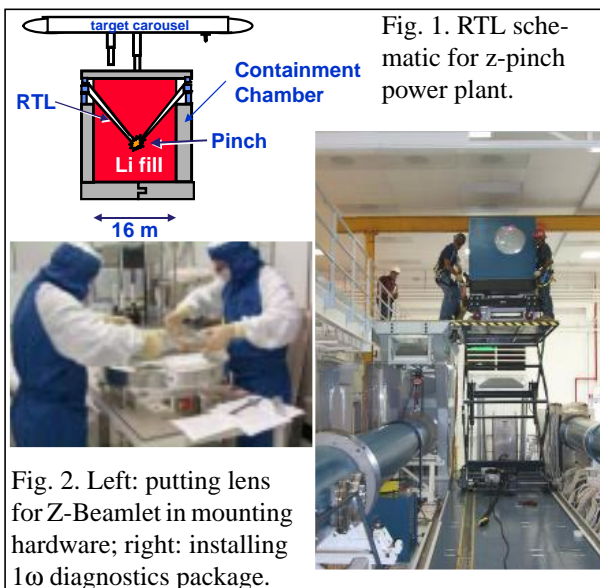 target carousel
Fig. 1. RTL sche-
matic for z-pinch
power plant.
Containment
Chamber
RTL
Pinch
Li fill
16 m
Fig. 2. Left: putting lens
for Z-Beamlet in mounting
hardware; right: installing
1ω diagnostics package.